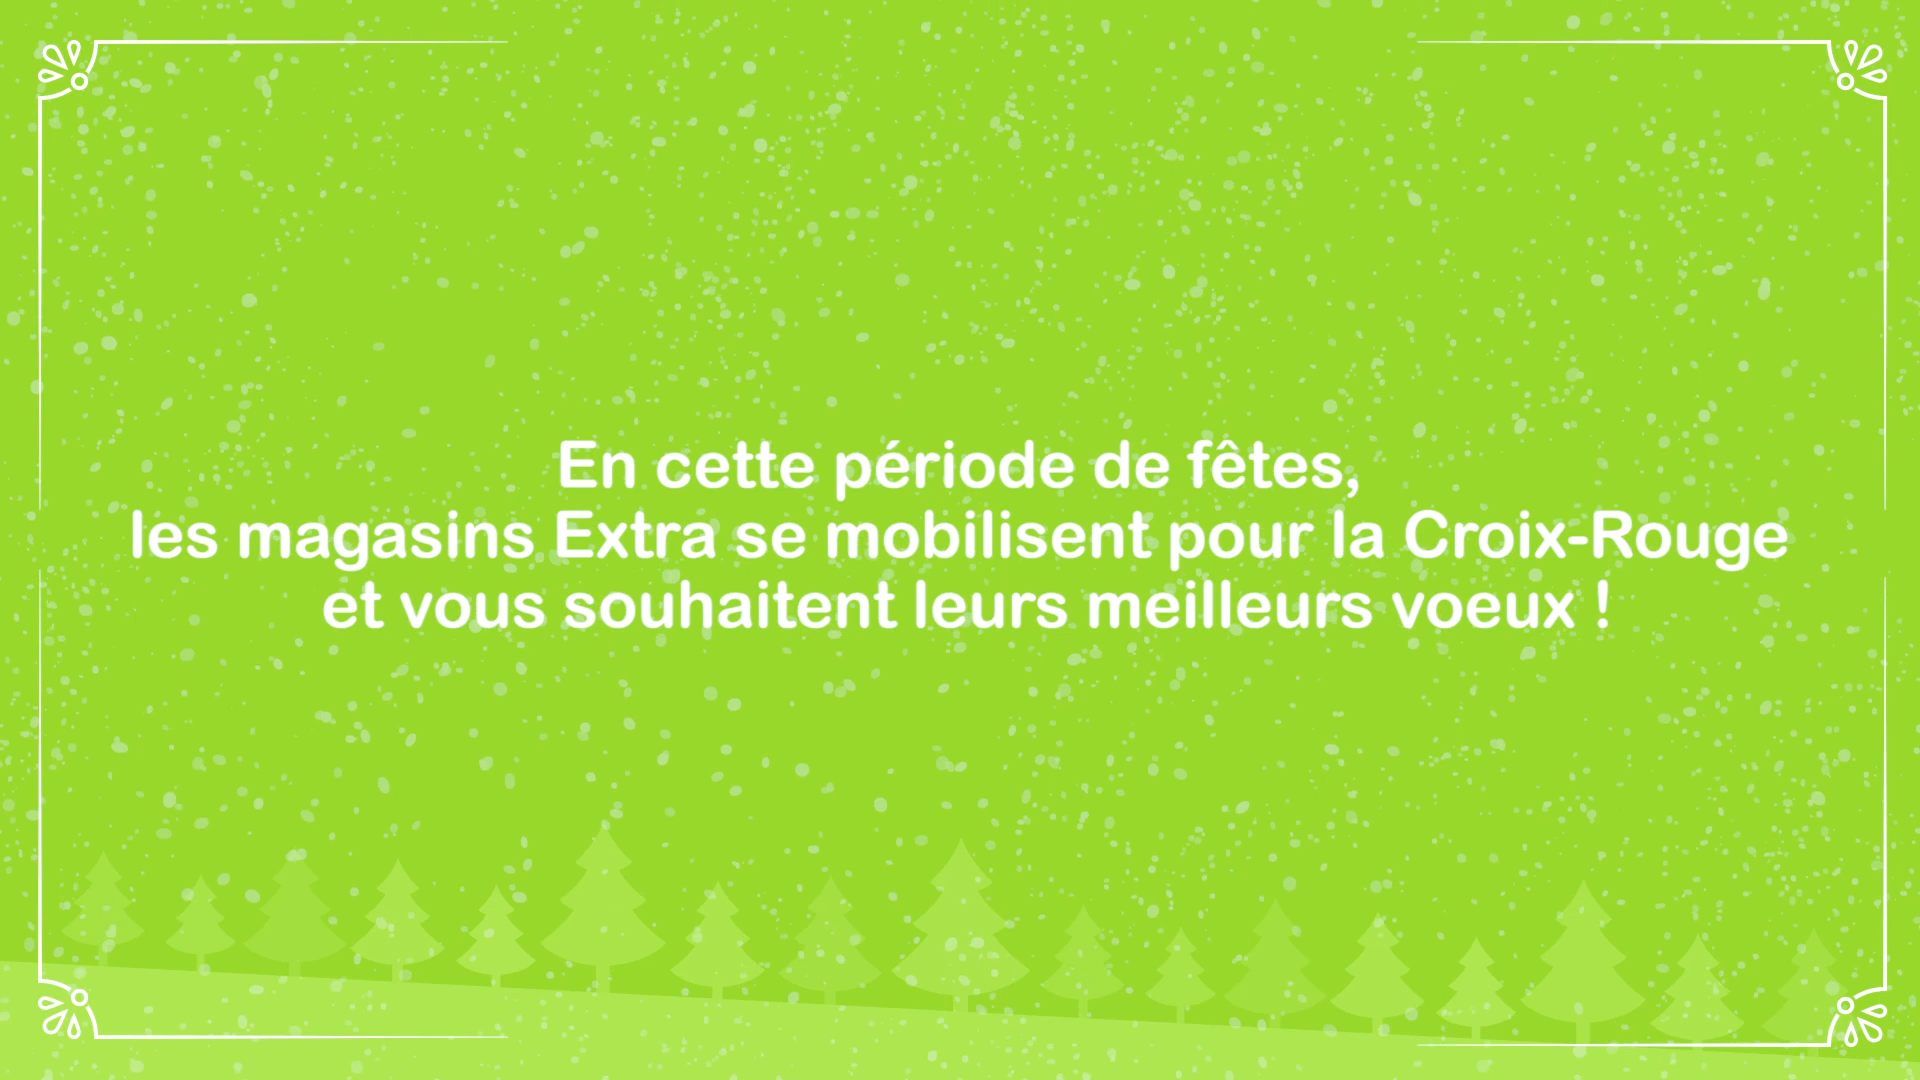 En cette période de fêtes,
les magasins Extra se mobilisent pour la Croix-Rouge
et vous souhaitent leurs meilleurs voeux !